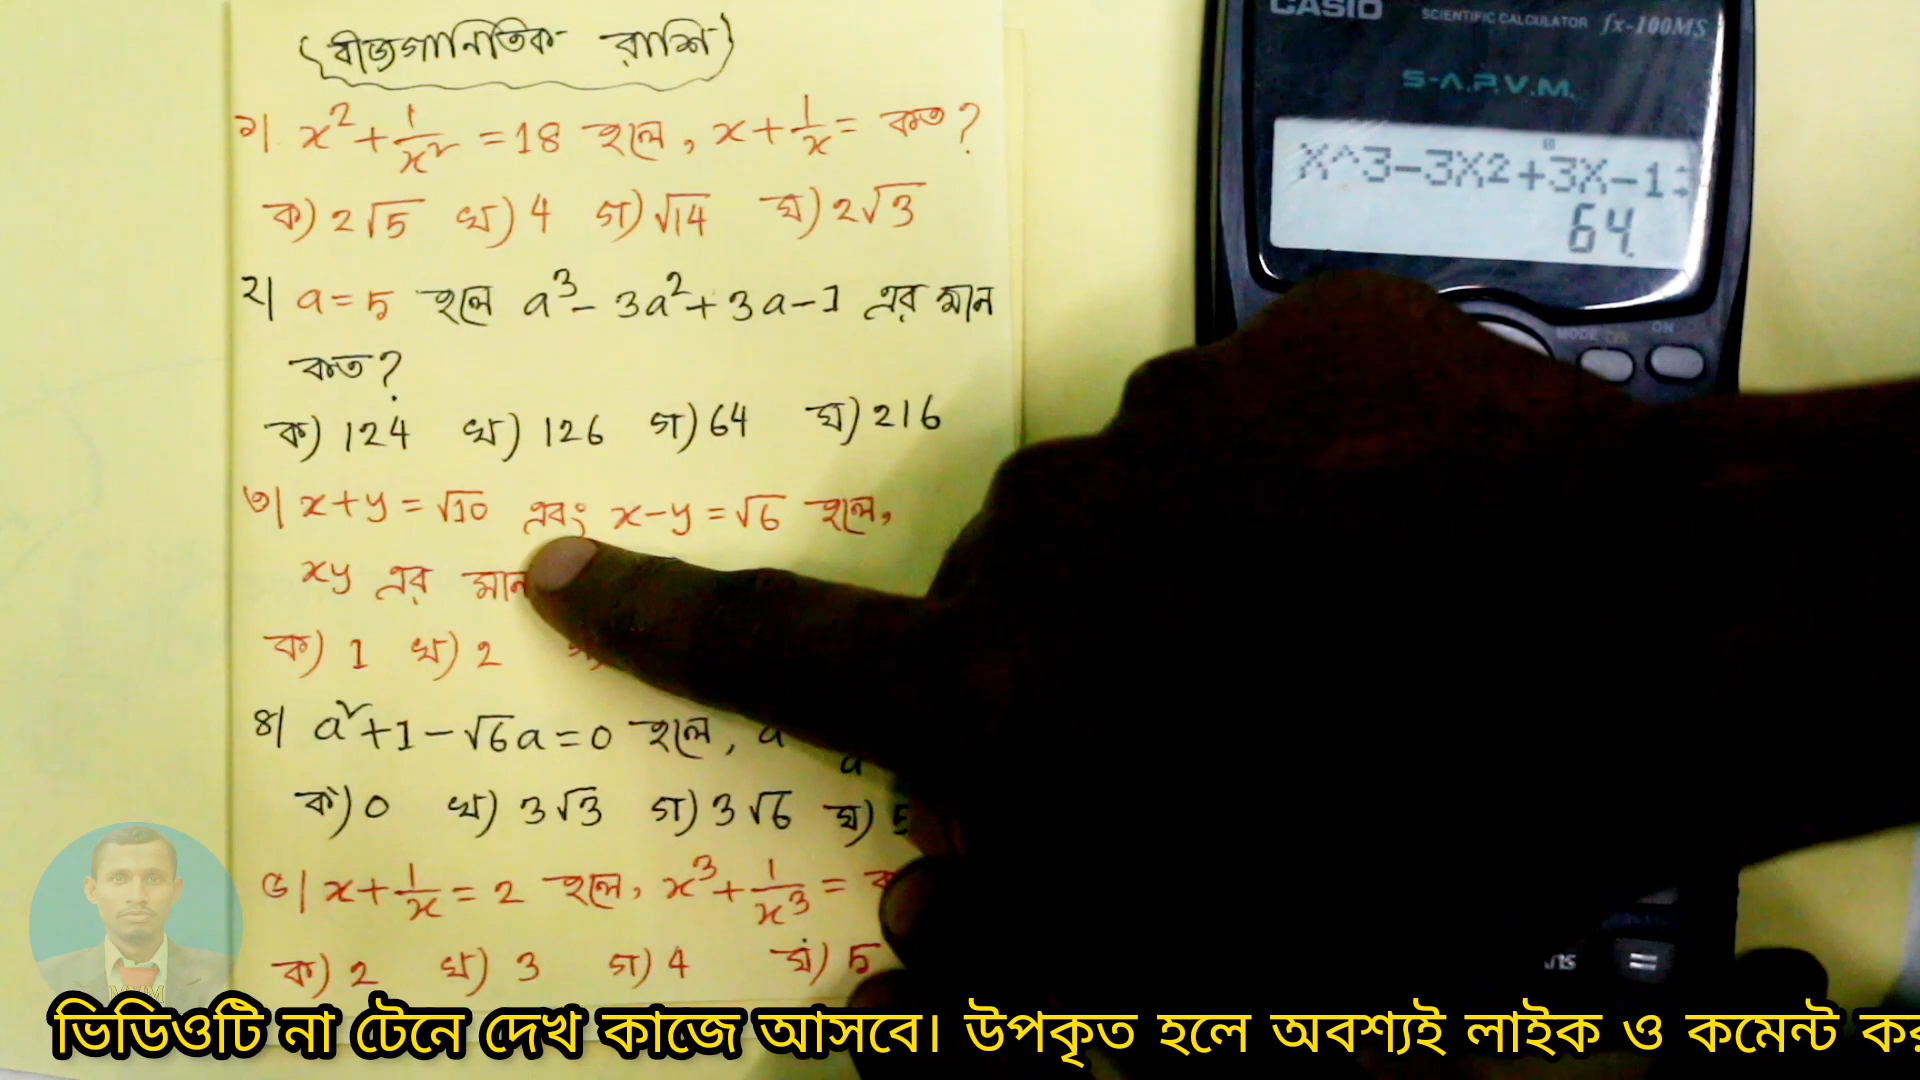 বীজগানিতিক রাশি
১। x² + 1/x² = 18 হলে, x + 1/x = কত?
ক) 2√5 খ) 4 গ) √14 ঘ) 2√3
২। a = 5 হলে a³ - 3a² + 3a - 1 এর মান
কত?
ক) 124 খ) 126 গ) 64 ঘ) 216
৩। x + y = √10 এবং x - y = √6 হলে,
xy এর মান
ক) 1 খ) 2
৪। a² + 1 - √6a = 0 হলে, a
ক) 0 খ) 3√3 গ) 3√6 ঘ) 5
৫। x + 1/x = 2 হলে, x³ + 1/x³ =
ক) 2 খ) 3 গ) 4 ঘ) 5
CASIO SCIENTIFIC CALCULATOR fx-100MS
S-A.P.V.M.
X^3-3X2+3X-1
64.
MODE ON
=
MWM
ভিডিওটি না টেনে দেখ কাজে আসবে। উপকৃত হলে অবশ্যই লাইক ও কমেন্ট